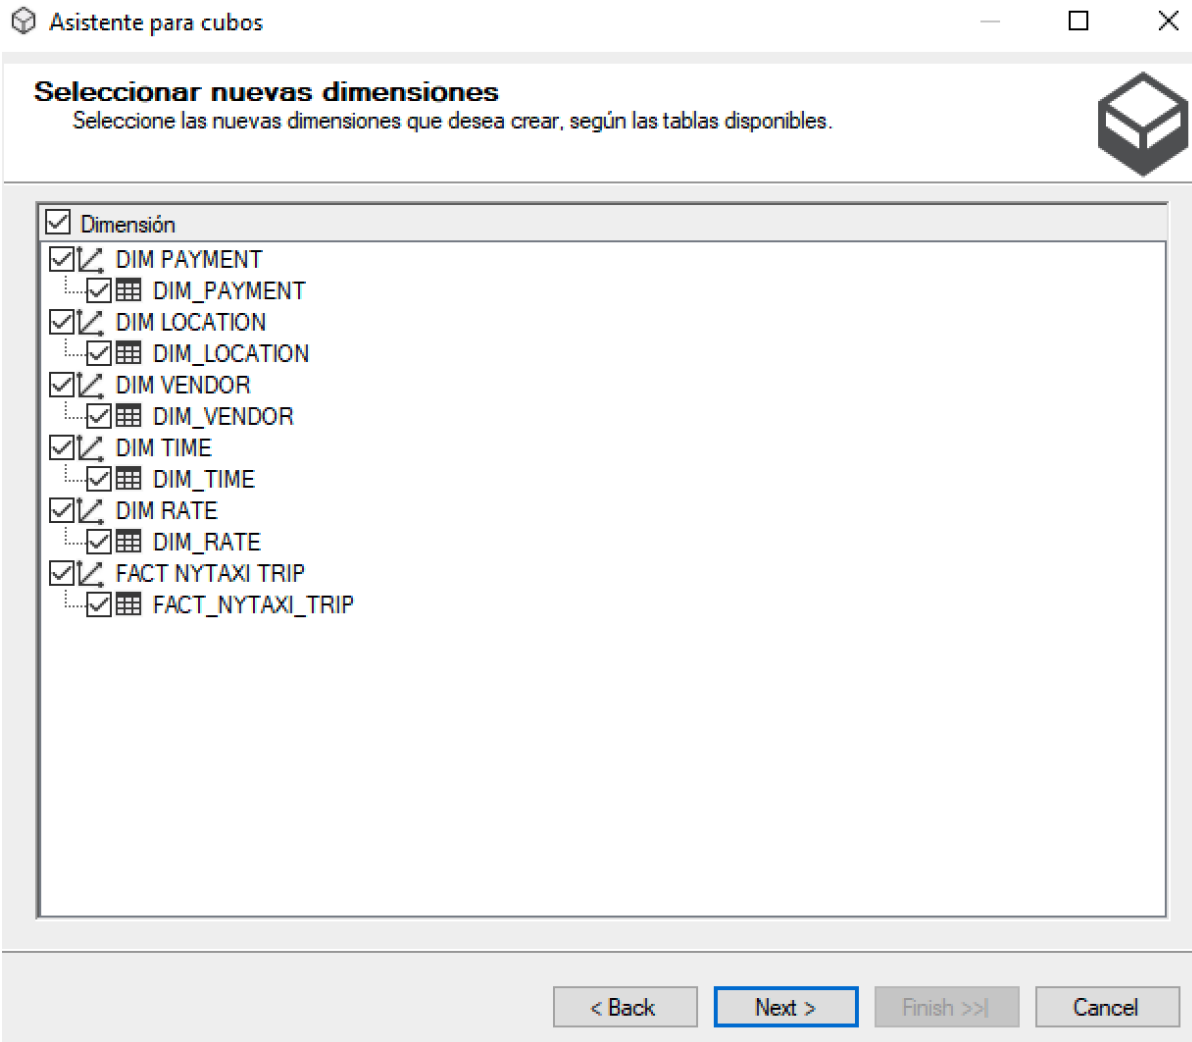 Asistente para cubos
Seleccionar nuevas dimensiones
Seleccione las nuevas dimensiones que desea crear, según las tablas disponibles.
Dimensión
DIM PAYMENT
DIM_PAYMENT
DIM LOCATION
DIM_LOCATION
DIM VENDOR
DIM_VENDOR
DIM TIME
DIM_TIME
DIM RATE
DIM_RATE
FACT NYTAXI TRIP
FACT_NYTAXI_TRIP
< Back Next > Finish >>| Cancel